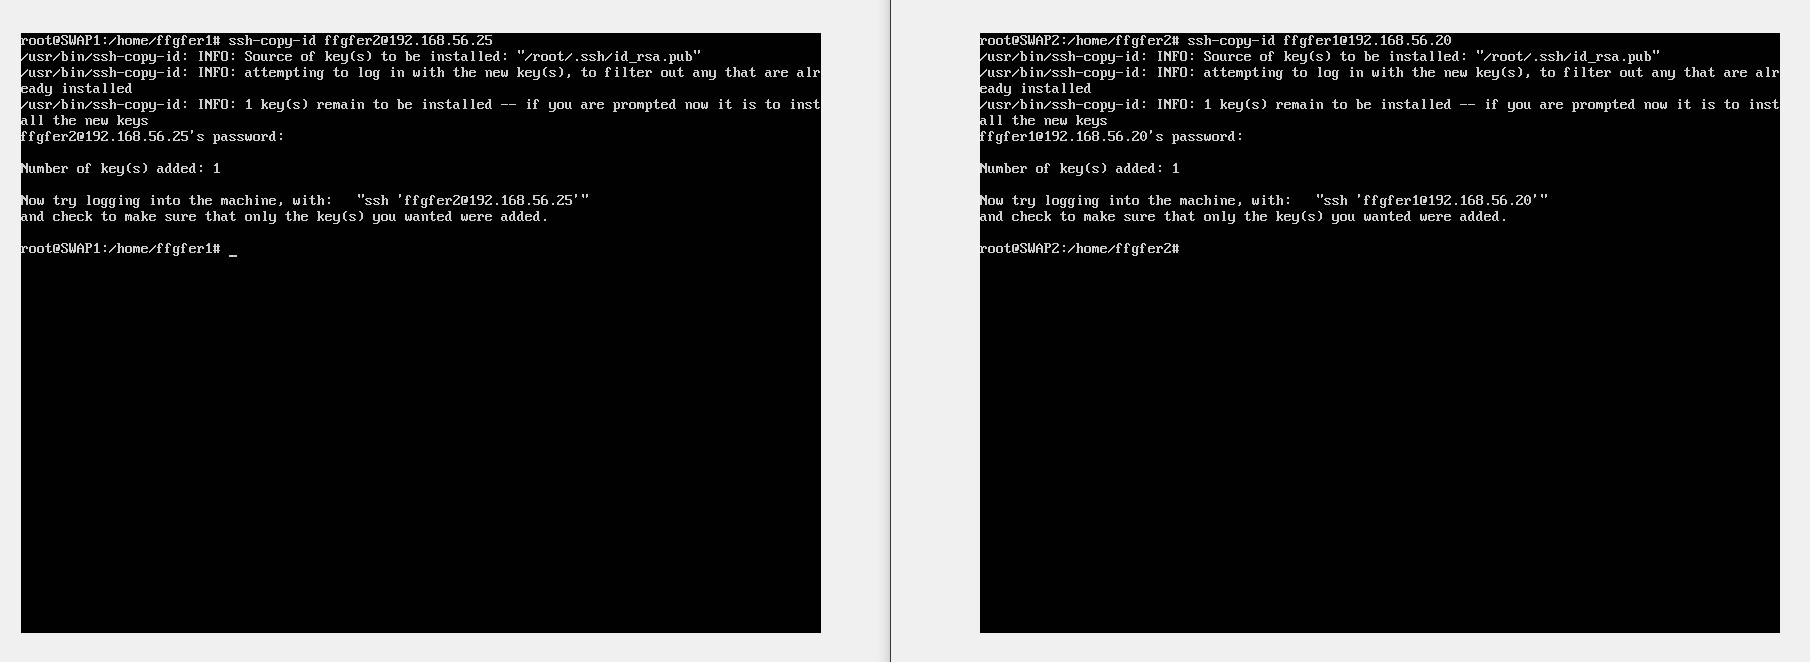 root@SWAP1:/home/ffgfer1# ssh-copy-id ffgfer2@192.168.56.25
/usr/bin/ssh-copy-id: INFO: Source of key(s) to be installed: "/root/.ssh/id_rsa.pub"
/usr/bin/ssh-copy-id: INFO: attempting to log in with the new key(s), to filter out any that are alr
eady installed
/usr/bin/ssh-copy-id: INFO: 1 key(s) remain to be installed -- if you are prompted now it is to inst
all the new keys
ffgfer2@192.168.56.25's password:
Number of key(s) added: 1
Now try logging into the machine, with:   "ssh 'ffgfer2@192.168.56.25'"
and check to make sure that only the key(s) you wanted were added.
root@SWAP1:/home/ffgfer1# _
root@SWAP2:/home/ffgfer2# ssh-copy-id ffgfer1@192.168.56.20
/usr/bin/ssh-copy-id: INFO: Source of key(s) to be installed: "/root/.ssh/id_rsa.pub"
/usr/bin/ssh-copy-id: INFO: attempting to log in with the new key(s), to filter out any that are alr
eady installed
/usr/bin/ssh-copy-id: INFO: 1 key(s) remain to be installed -- if you are prompted now it is to inst
all the new keys
ffgfer1@192.168.56.20's password:
Number of key(s) added: 1
Now try logging into the machine, with:   "ssh 'ffgfer1@192.168.56.20'"
and check to make sure that only the key(s) you wanted were added.
root@SWAP2:/home/ffgfer2#